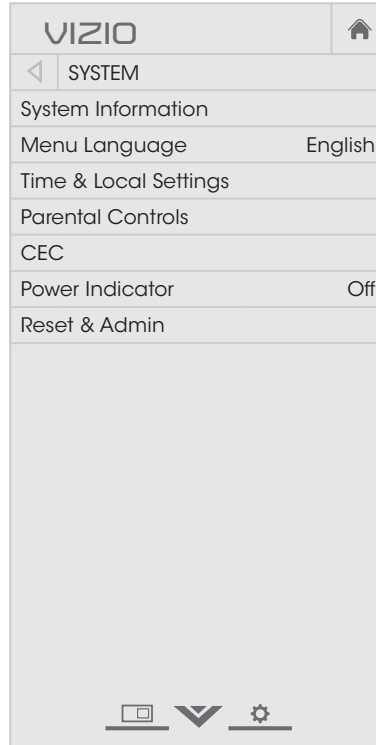 VIZIO
SYSTEM
System Information
Menu Language English
Time & Local Settings
Parental Controls
CEC
Power Indicator Off
Reset & Admin